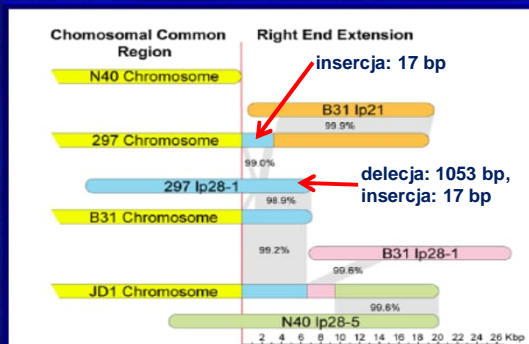 Chomosomal Common
Region
Right End Extension
N40 Chromosome
insercja: 17 bp
B31 lp21
99.9%
297 Chromosome
99.0%
297 lp28-1
delecja: 1053 bp,
insercja: 17 bp
98.9%
B31 Chromosome
99.2%
B31 lp28-1
99.6%
JD1 Chromosome
99.6%
N40 lp28-5
2 4 6 8 10 12 14 16 18 20 22 24 26 Kbp